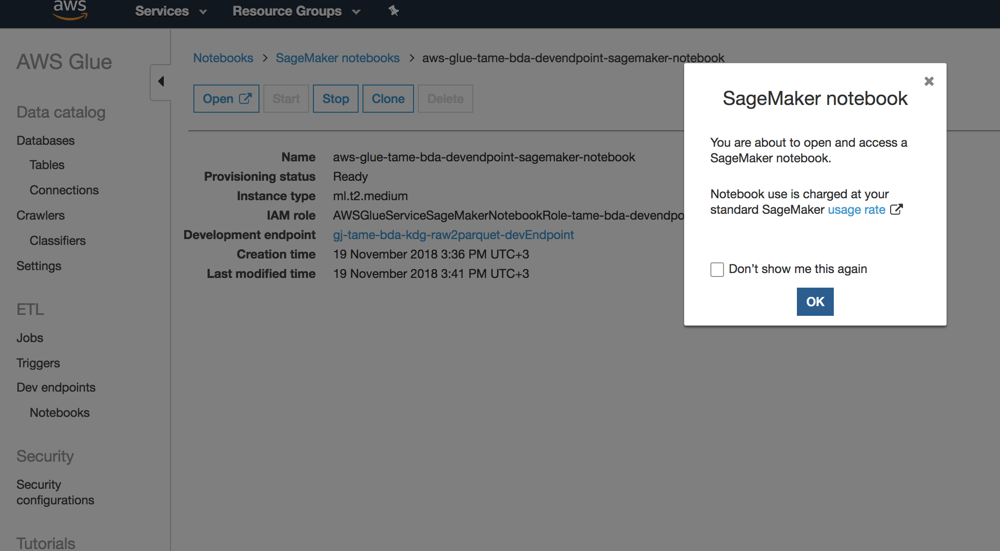 aws
Services
Resource Groups
AWS Glue
Data catalog
Databases
Tables
Connections
Crawlers
Classifiers
Settings
ETL
Jobs
Triggers
Dev endpoints
Notebooks
Security
Security
configurations
Tutorials
Notebooks > SageMaker notebooks > aws-glue-tame-bda-devendpoint-sagemaker-notebook
Open Start Stop Clone Delete
Name aws-glue-tame-bda-devendpoint-sagemaker-notebook
Provisioning status Ready
Instance type ml.t2.medium
IAM role AWSGlueServiceSageMakerNotebookRole-tame-bda-devendpo
Development endpoint gj-tame-bda-kdg-raw2parquet-devEndpoint
Creation time 19 November 2018 3:36 PM UTC+3
Last modified time 19 November 2018 3:41 PM UTC+3
SageMaker notebook
You are about to open and access a
SageMaker notebook.
Notebook use is charged at your
standard SageMaker usage rate
Don’t show me this again
OK